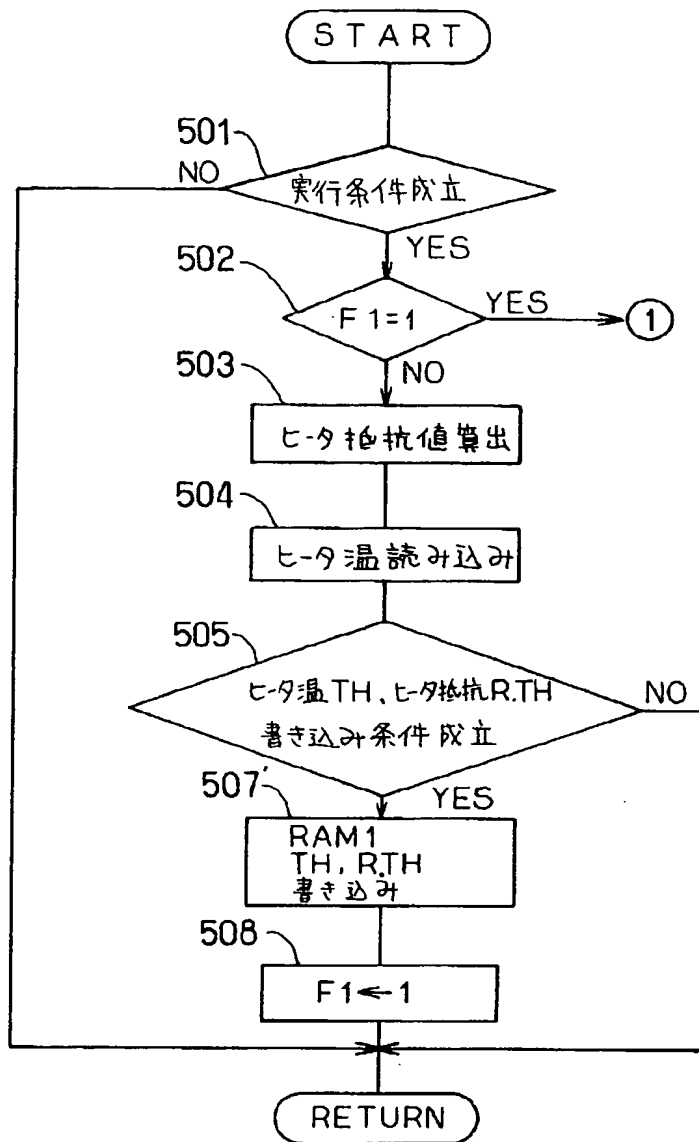 START
501
NO
実行条件成立
YES
502
F1=1
YES
1
NO
503
ヒータ抵抗値算出
504
ヒータ温読み込み
505
ヒータ温TH、ヒータ抵抗R.TH
書き込み条件成立
NO
YES
507'
RAM1
TH, R.TH
書き込み
508
F1←1
RETURN